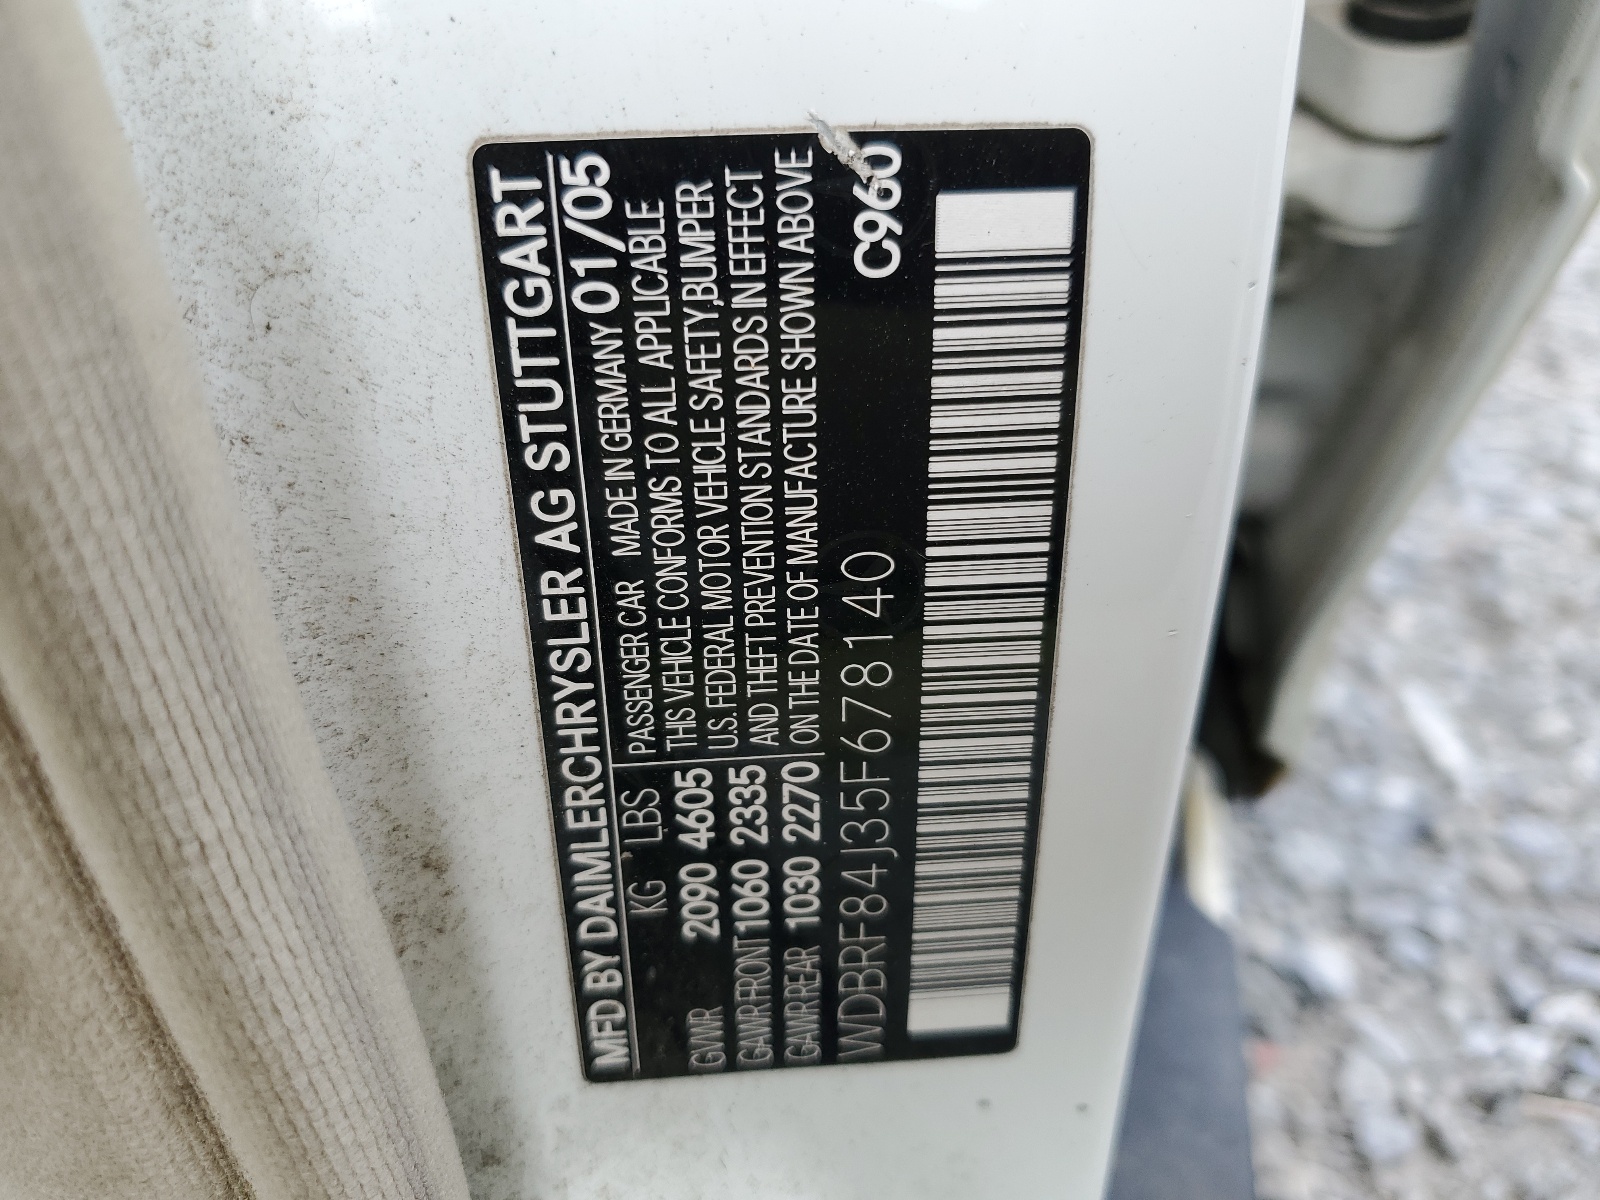 MFD BY DAIMLERCHRYSLER AG STUTTGART
KG LBS PASSENGER CAR MADE IN GERMANY 01/05
THIS VEHICLE CONFORMS TO ALL APPLICABLE
GVWR 2090 4605 U.S. FEDERAL MOTOR VEHICLE SAFETY,BUMPER
GAWR FRONT 1060 2335 AND THEFT PREVENTION STANDARDS IN EFFECT
GAWR REAR 1030 2270 ON THE DATE OF MANUFACTURE SHOWN ABOVE
WDBRF84J35F678140 C960